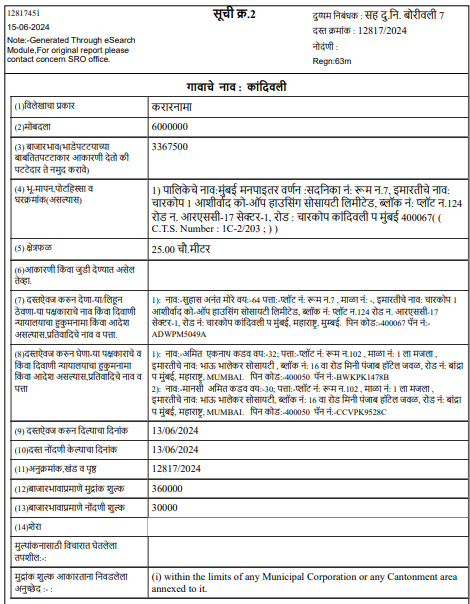 12817451
15-06-2024
Note:-Generated Through eSearch
Module,For original report please
contact concern SRO office.
सूची क्र.2
दुय्यम निबंधक : सह दु.नि. बोरीवली 7
दस्त क्रमांक : 12817/2024
नोदंणी :
Regn:63m
गावाचे नाव : कांदिवली
(1)विलेखाचा प्रकार
करारनामा
(2)मोबदला
6000000
(3) बाजारभाव(भाडेपटटयाच्या
बाबतितपटटाकार आकारणी देतो की
पटटेदार ते नमुद करावे)
3367500
(4) भू-मापन,पोटहिस्सा व
घरक्रमांक(असल्यास)
1) पालिकेचे नाव:मुंबई मनपाइतर वर्णन :सदनिका नं: रूम न.7, इमारतीचे नाव:
चारकोप 1 आशीर्वाद को-ऑप हाउसिंग सोसायटी लिमिटेड, ब्लॉक नं: प्लॉट न.124
रोड न. आरएससी-17 सेक्टर-1, रोड : चारकोप कांदिवली प मुंबई 400067( (
C.T.S. Number : 1C-2/203 ; ) )
(5) क्षेत्रफळ
25.00 चौ.मीटर
(6)आकारणी किंवा जुडी देण्यात असेल
तेव्हा.
(7) दस्तऐवज करुन देणा-या/लिहून
ठेवणा-या पक्षकाराचे नाव किंवा दिवाणी
न्यायालयाचा हुकुमनामा किंवा आदेश
असल्यास,प्रतिवादिचे नाव व पत्ता.
1): नाव:-सुहास अनंत मोरे वय:-64 पत्ता:-प्लॉट नं: रूम न.7 , माळा नं: -, इमारतीचे नाव: चारकोप 1
आशीर्वाद को-ऑप हाउसिंग सोसायटी लिमिटेड, ब्लॉक नं: प्लॉट न.124 रोड न. आरएससी-17
सेक्टर-1, रोड नं: चारकोप कांदिवली प मुंबई, महाराष्ट्र, मुम्बई. पिन कोड:-400067 पॅन नं:-
ADWPM5049A
(8)दस्तऐवज करुन घेणा-या पक्षकाराचे व
किंवा दिवाणी न्यायालयाचा हुकुमनामा
किंवा आदेश असल्यास,प्रतिवादिचे नाव व
पत्ता
1): नाव:-अमित एकनाथ कडव वय:-32; पत्ता:-प्लॉट नं: रूम न.102 , माळा नं: 1 ला मजला ,
इमारतीचे नाव: भाऊ भालेकर सोसायटी , ब्लॉक नं: 16 वा रोड मिनी पंजाब हॉटेल जवळ, रोड नं: बांद्रा
प मुंबई, महाराष्ट्र, MUMBAI. पिन कोड:-400050 पॅन नं:-BWKPK1478B
2): नाव:-मानसी अमित कडव वय:-30; पत्ता:-प्लॉट नं: रूम न.102 , माळा नं: 1 ला मजला ,
इमारतीचे नाव: भाऊ भालेकर सोसायटी, ब्लॉक नं: 16 वा रोड मिनी पंजाब हॉटेल जवळ, रोड नं: बांद्रा
प मुंबई, महाराष्ट्र, MUMBAI. पिन कोड:-400050 पॅन नं:-CCVPK9528C
(9) दस्तऐवज करुन दिल्याचा दिनांक
13/06/2024
(10)दस्त नोंदणी केल्याचा दिनांक
13/06/2024
(11)अनुक्रमांक,खंड व पृष्ठ
12817/2024
(12)बाजारभावाप्रमाणे मुद्रांक शुल्क
360000
(13)बाजारभावाप्रमाणे नोंदणी शुल्क
30000
(14)शेरा
मुल्यांकनासाठी विचारात घेतलेला
तपशील:-:
मुद्रांक शुल्क आकारताना निवडलेला
अनुच्छेद :- :
(i) within the limits of any Municipal Corporation or any Cantonment area
annexed to it.